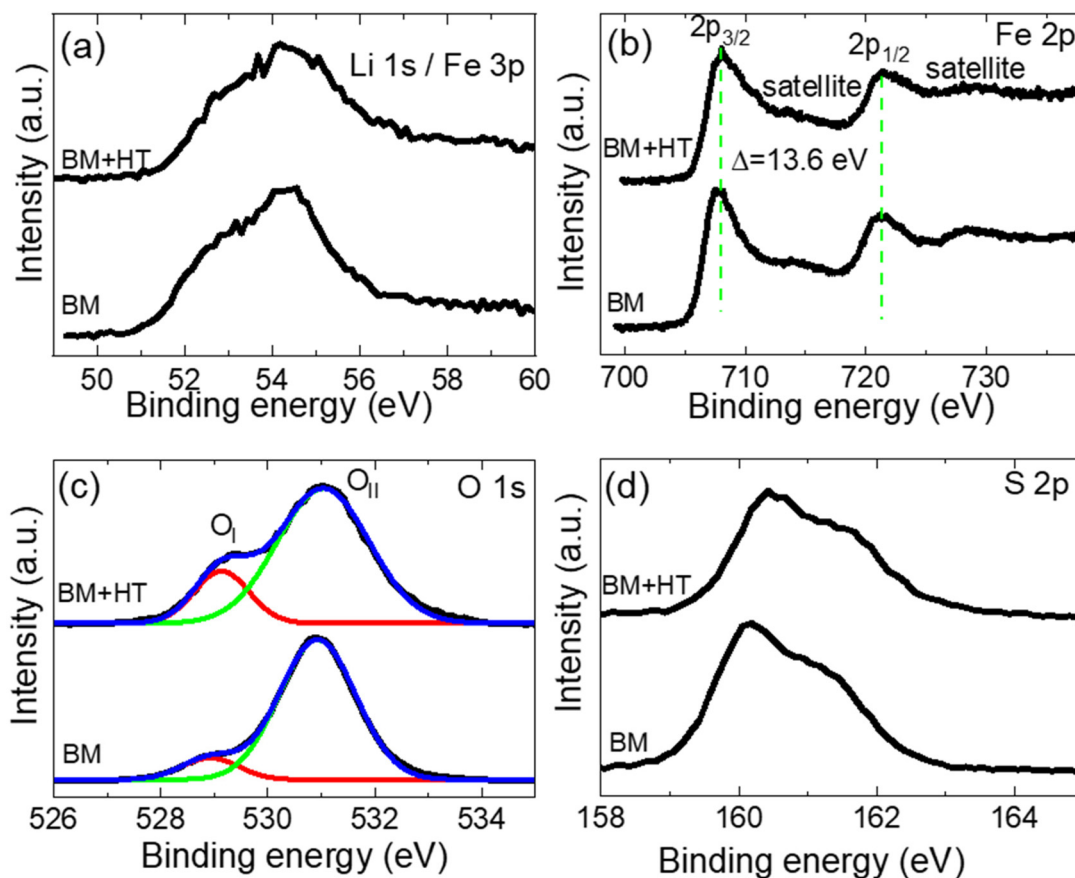 (a)
Li 1s / Fe 3p
BM+HT
BM
Intensity (a.u.)
50 52 54 56 58 60
Binding energy (eV)
(b)
2p3/2
2p1/2
Fe 2p
satellite
satellite
BM+HT
Δ=13.6 eV
BM
Intensity (a.u.)
700 710 720 730
Binding energy (eV)
(c)
O 1s
OII
OI
BM+HT
BM
Intensity (a.u.)
526 528 530 532 534
Binding energy (eV)
(d)
S 2p
BM+HT
BM
Intensity (a.u.)
158 160 162 164
Binding energy (eV)